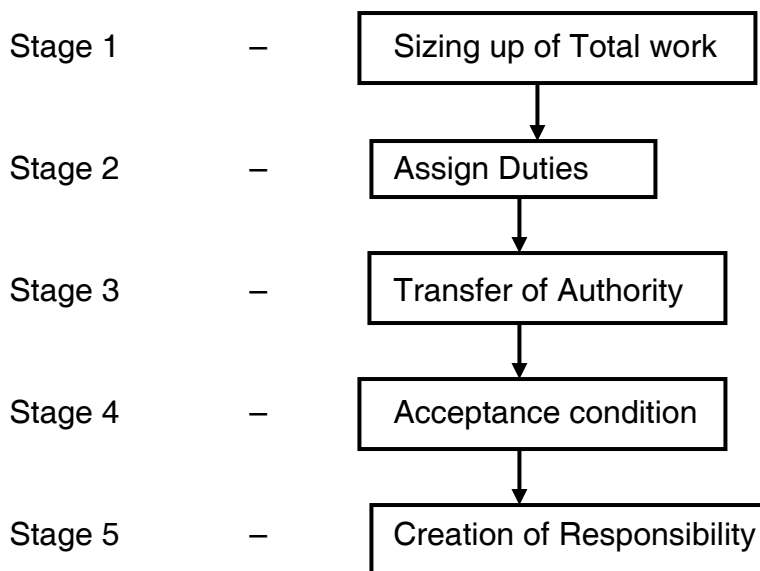 Stage 1 – Sizing up of Total work
Stage 2 – Assign Duties
Stage 3 – Transfer of Authority
Stage 4 – Acceptance condition
Stage 5 – Creation of Responsibility